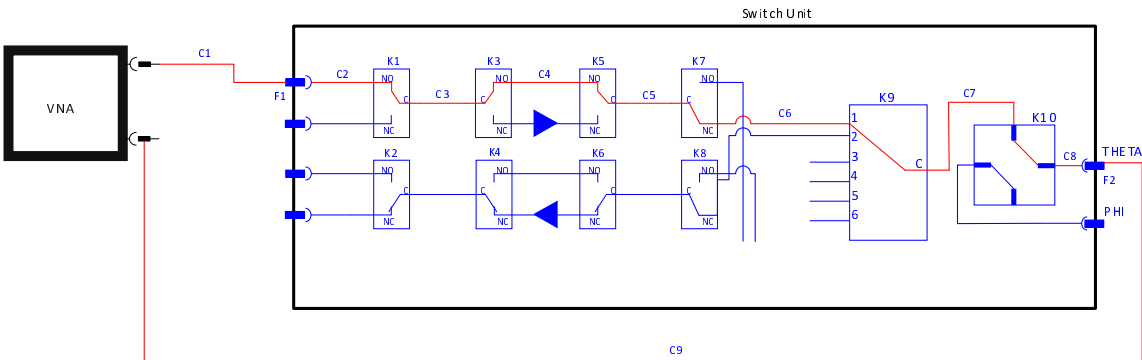 Switch Unit
VNA
C1
F1
C2
K1
NO
C
NC
C3
K3
NO
C
NC
C4
K5
NO
C
NC
C5
K7
NO
C
NC
C6
K2
NO
C
NC
K4
NO
C
NC
K6
NO
C
NC
K8
NO
C
NC
K9
1
2
3
4
5
6
C
C7
K10
C8
THETA
F2
PHI
C9